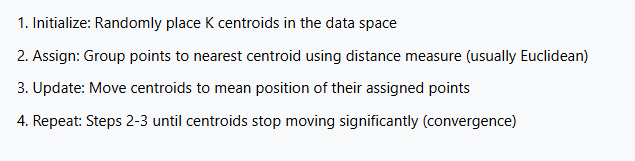 1. Initialize: Randomly place K centroids in the data space
2. Assign: Group points to nearest centroid using distance measure (usually Euclidean)
3. Update: Move centroids to mean position of their assigned points
4. Repeat: Steps 2-3 until centroids stop moving significantly (convergence)